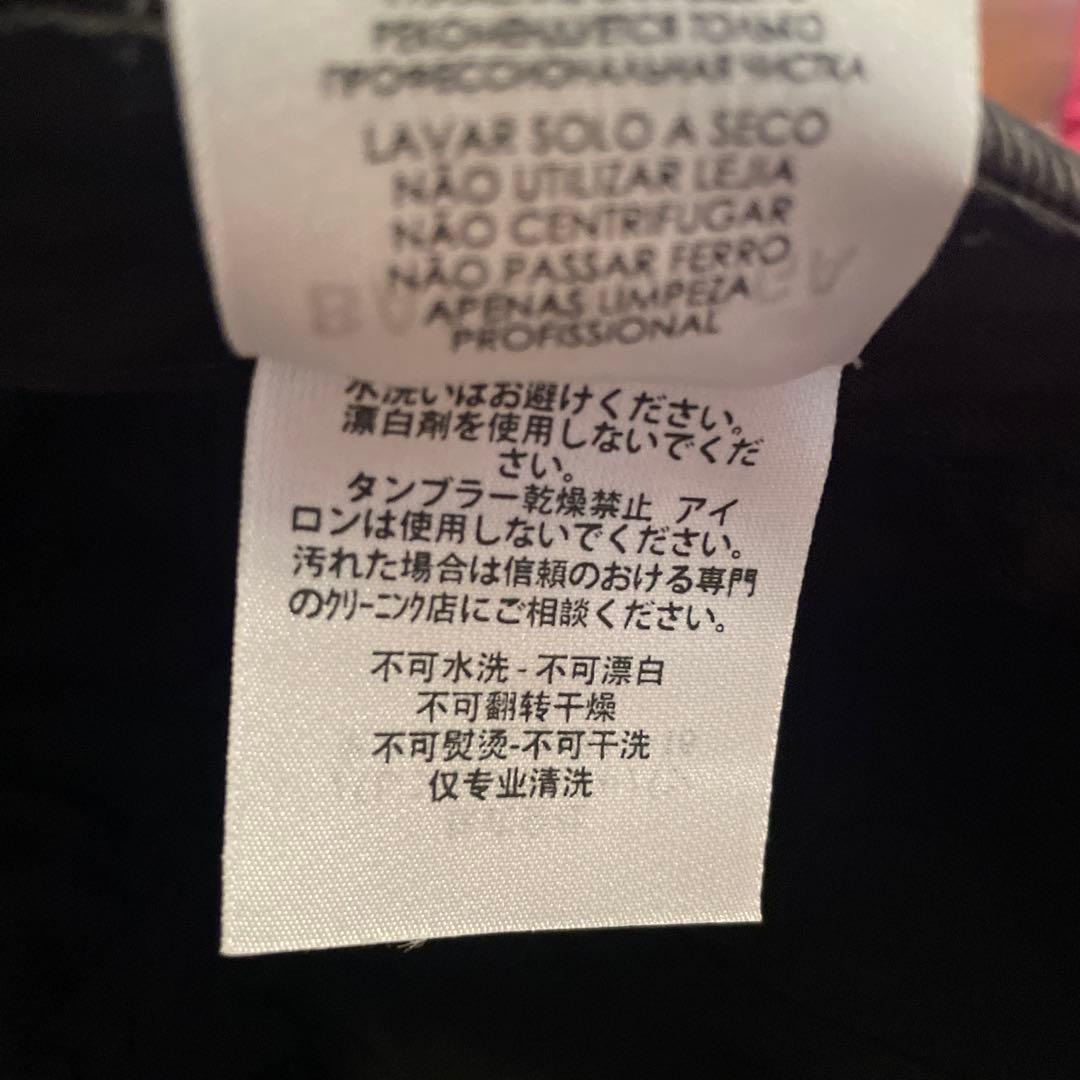 РЕКОМЕНДУЕТСЯ ТОЛЬКО
ПРОФЕССОНОНАЛЬНАЯ ЧИСТКА
LAVAR SOLO A SECO
NÃO UTILIZAR LEJIA
NÃO CENTRIFUGAR
NÃO PASSAR FERRO
APENAS LIMPEZA
PROFISSIONAL
水洗いはお避けください。
漂白剤を使用しないでくだ
さい。
タンブラー乾燥禁止 アイ
ロンは使用しないでください。
汚れた場合は信頼のおける専門
のクリーニング店にご相談ください。
不可水洗 - 不可漂白
不可翻转干燥
不可熨烫-不可干洗
仅专业清洗